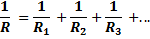 1/R = 1/R₁ + 1/R₂ + 1/R₃ + ...